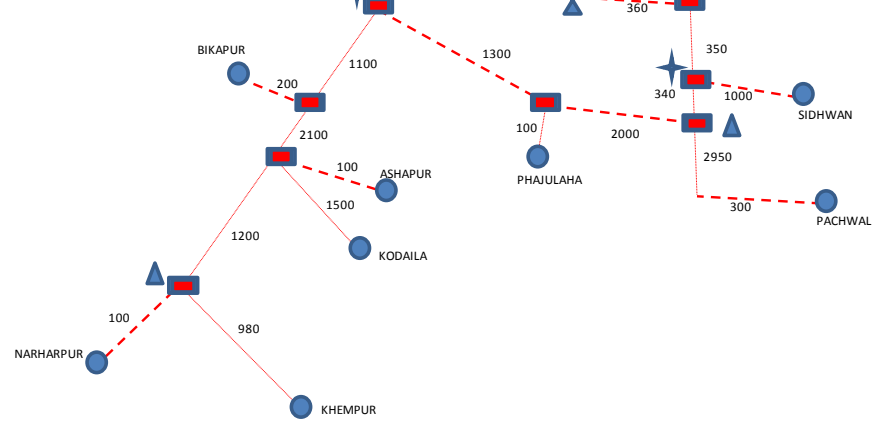 360
350
BIKAPUR
1300
1100
200
340
1000
SIDHWAN
100
2000
2100
2950
100
ASHAPUR
PHAJULAHA
1500
300
PACHWAL
1200
KODAILA
100
980
NARHARPUR
KHEMPUR